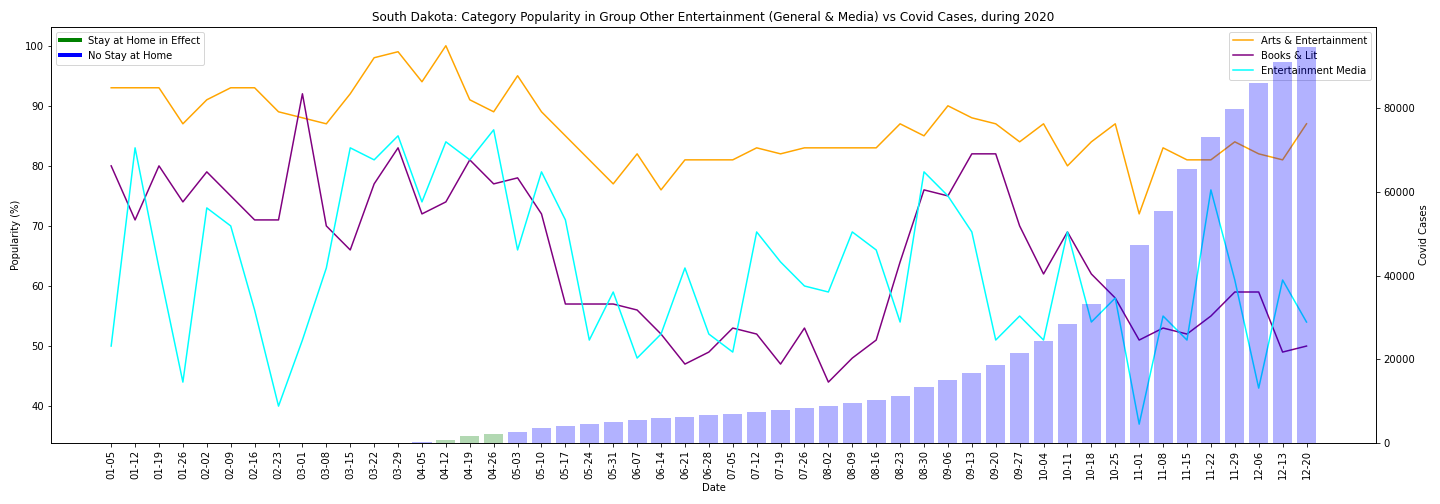 South Dakota: Category Popularity in Group Other Entertainment (General & Media) vs Covid Cases, during 2020
Stay at Home in Effect
No Stay at Home
Arts & Entertainment
Books & Lit
Entertainment Media
Popularity (%)
100
90
80
70
60
50
40
Covid Cases
80000
60000
40000
20000
0
01-05 01-12 01-19 01-26 02-02 02-09 02-16 02-23 03-01 03-08 03-15 03-22 03-29 04-05 04-12 04-19 04-26 05-03 05-10 05-17 05-24 05-31 06-07 06-14 06-21 06-28 07-05 07-12 07-19 07-26 08-02 08-09 08-16 08-23 08-30 09-06 09-13 09-20 09-27 10-04 10-11 10-18 10-25 11-01 11-08 11-15 11-22 11-29 12-06 12-13 12-20
Date